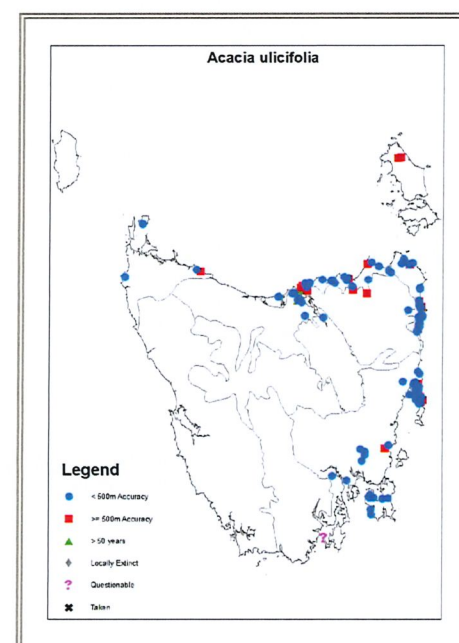 Acacia ulicifolia
?
Legend
< 500m Accuracy
>= 500m Accuracy
> 50 years
Locally Extinct
? Questionable
Taken